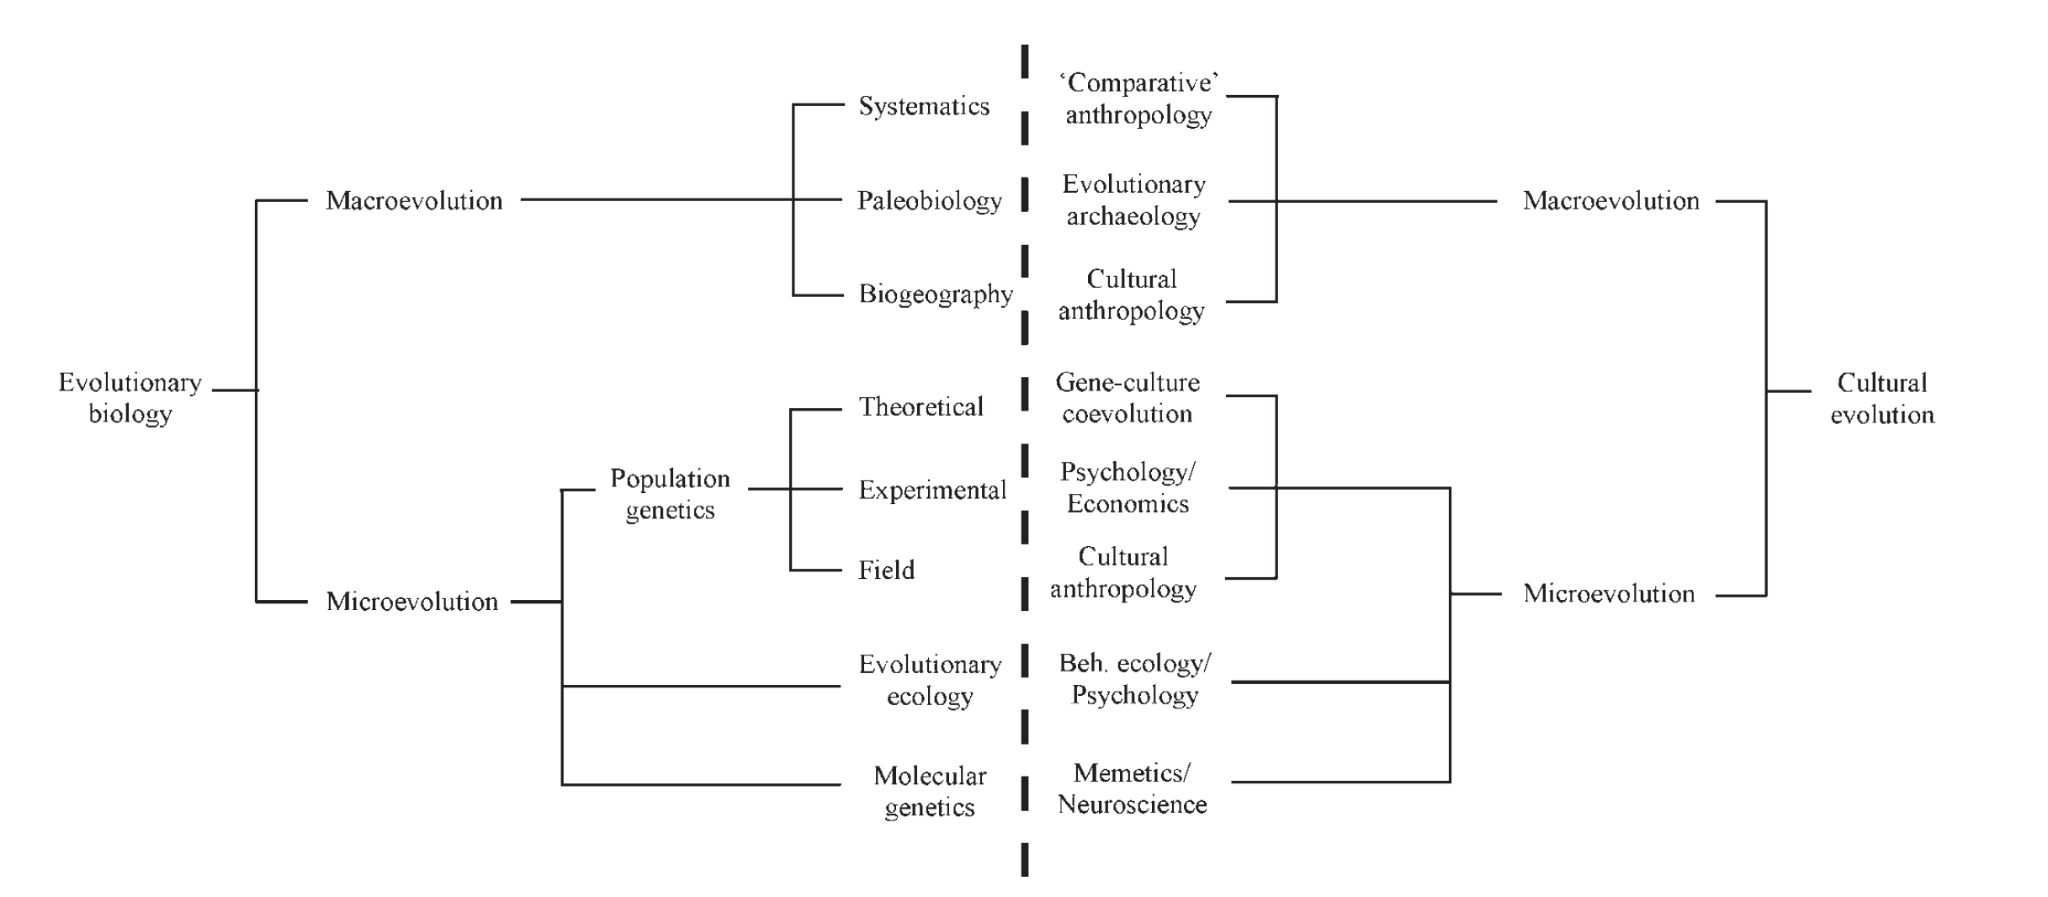 Evolutionary
biology
Macroevolution
Microevolution
Population
genetics
Systematics
Paleobiology
Biogeography
Theoretical
Experimental
Field
Evolutionary
ecology
Molecular
genetics
‘Comparative’
anthropology
Evolutionary
archaeology
Cultural
anthropology
Gene-culture
coevolution
Psychology/
Economics
Cultural
anthropology
Beh. ecology/
Psychology
Memetics/
Neuroscience
Macroevolution
Microevolution
Cultural
evolution